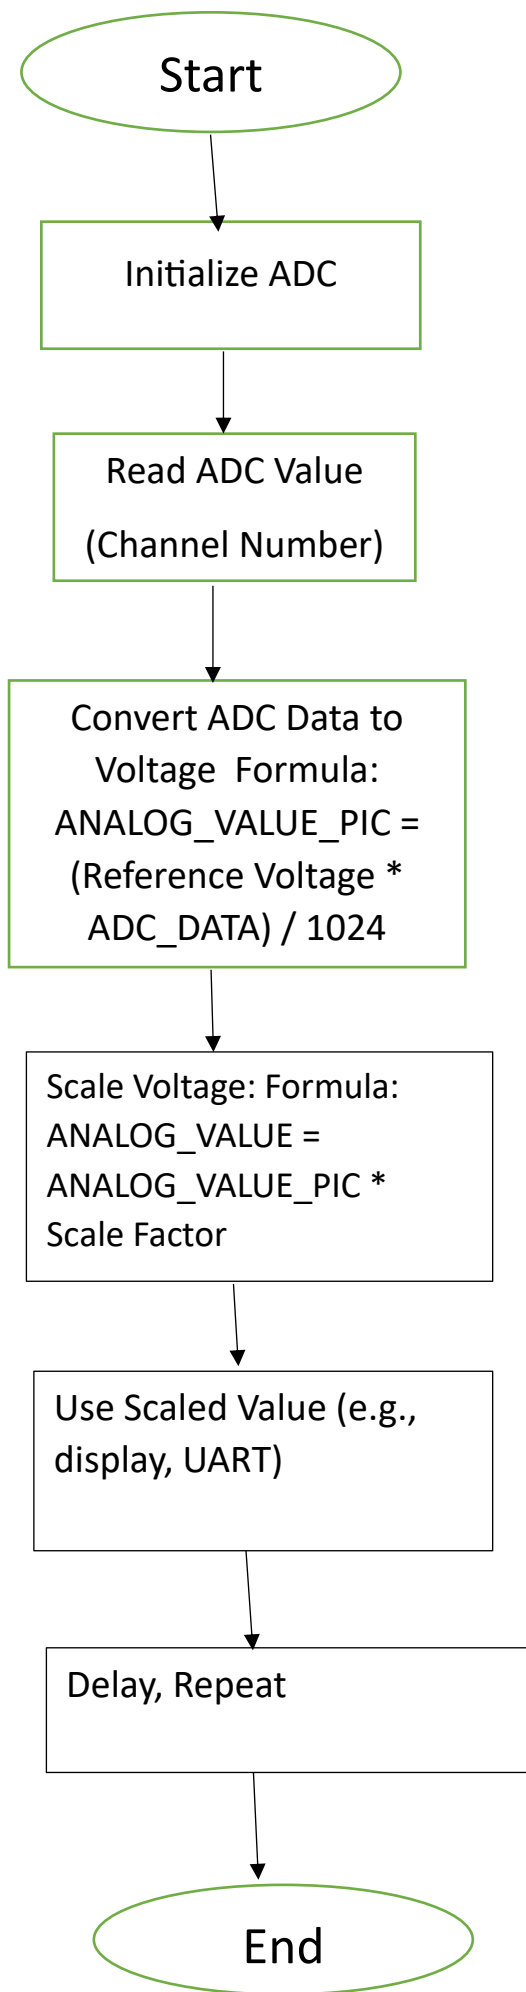 Start
Initialize ADC
Read ADC Value
(Channel Number)
Convert ADC Data to
Voltage  Formula:
ANALOG_VALUE_PIC =
(Reference Voltage *
ADC_DATA) / 1024
Scale Voltage: Formula:
ANALOG_VALUE =
ANALOG_VALUE_PIC *
Scale Factor
Use Scaled Value (e.g.,
display, UART)
Delay, Repeat
End